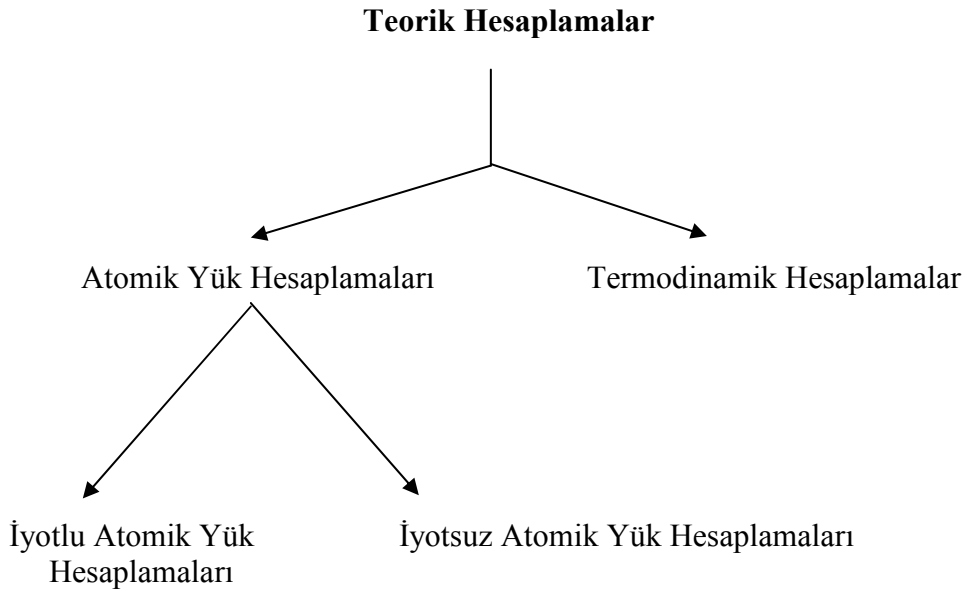 Teorik Hesaplamalar
Atomik Yük Hesaplamaları
Termodinamik Hesaplamalar
İyotlu Atomik Yük
Hesaplamaları
İyotsuz Atomik Yük Hesaplamaları